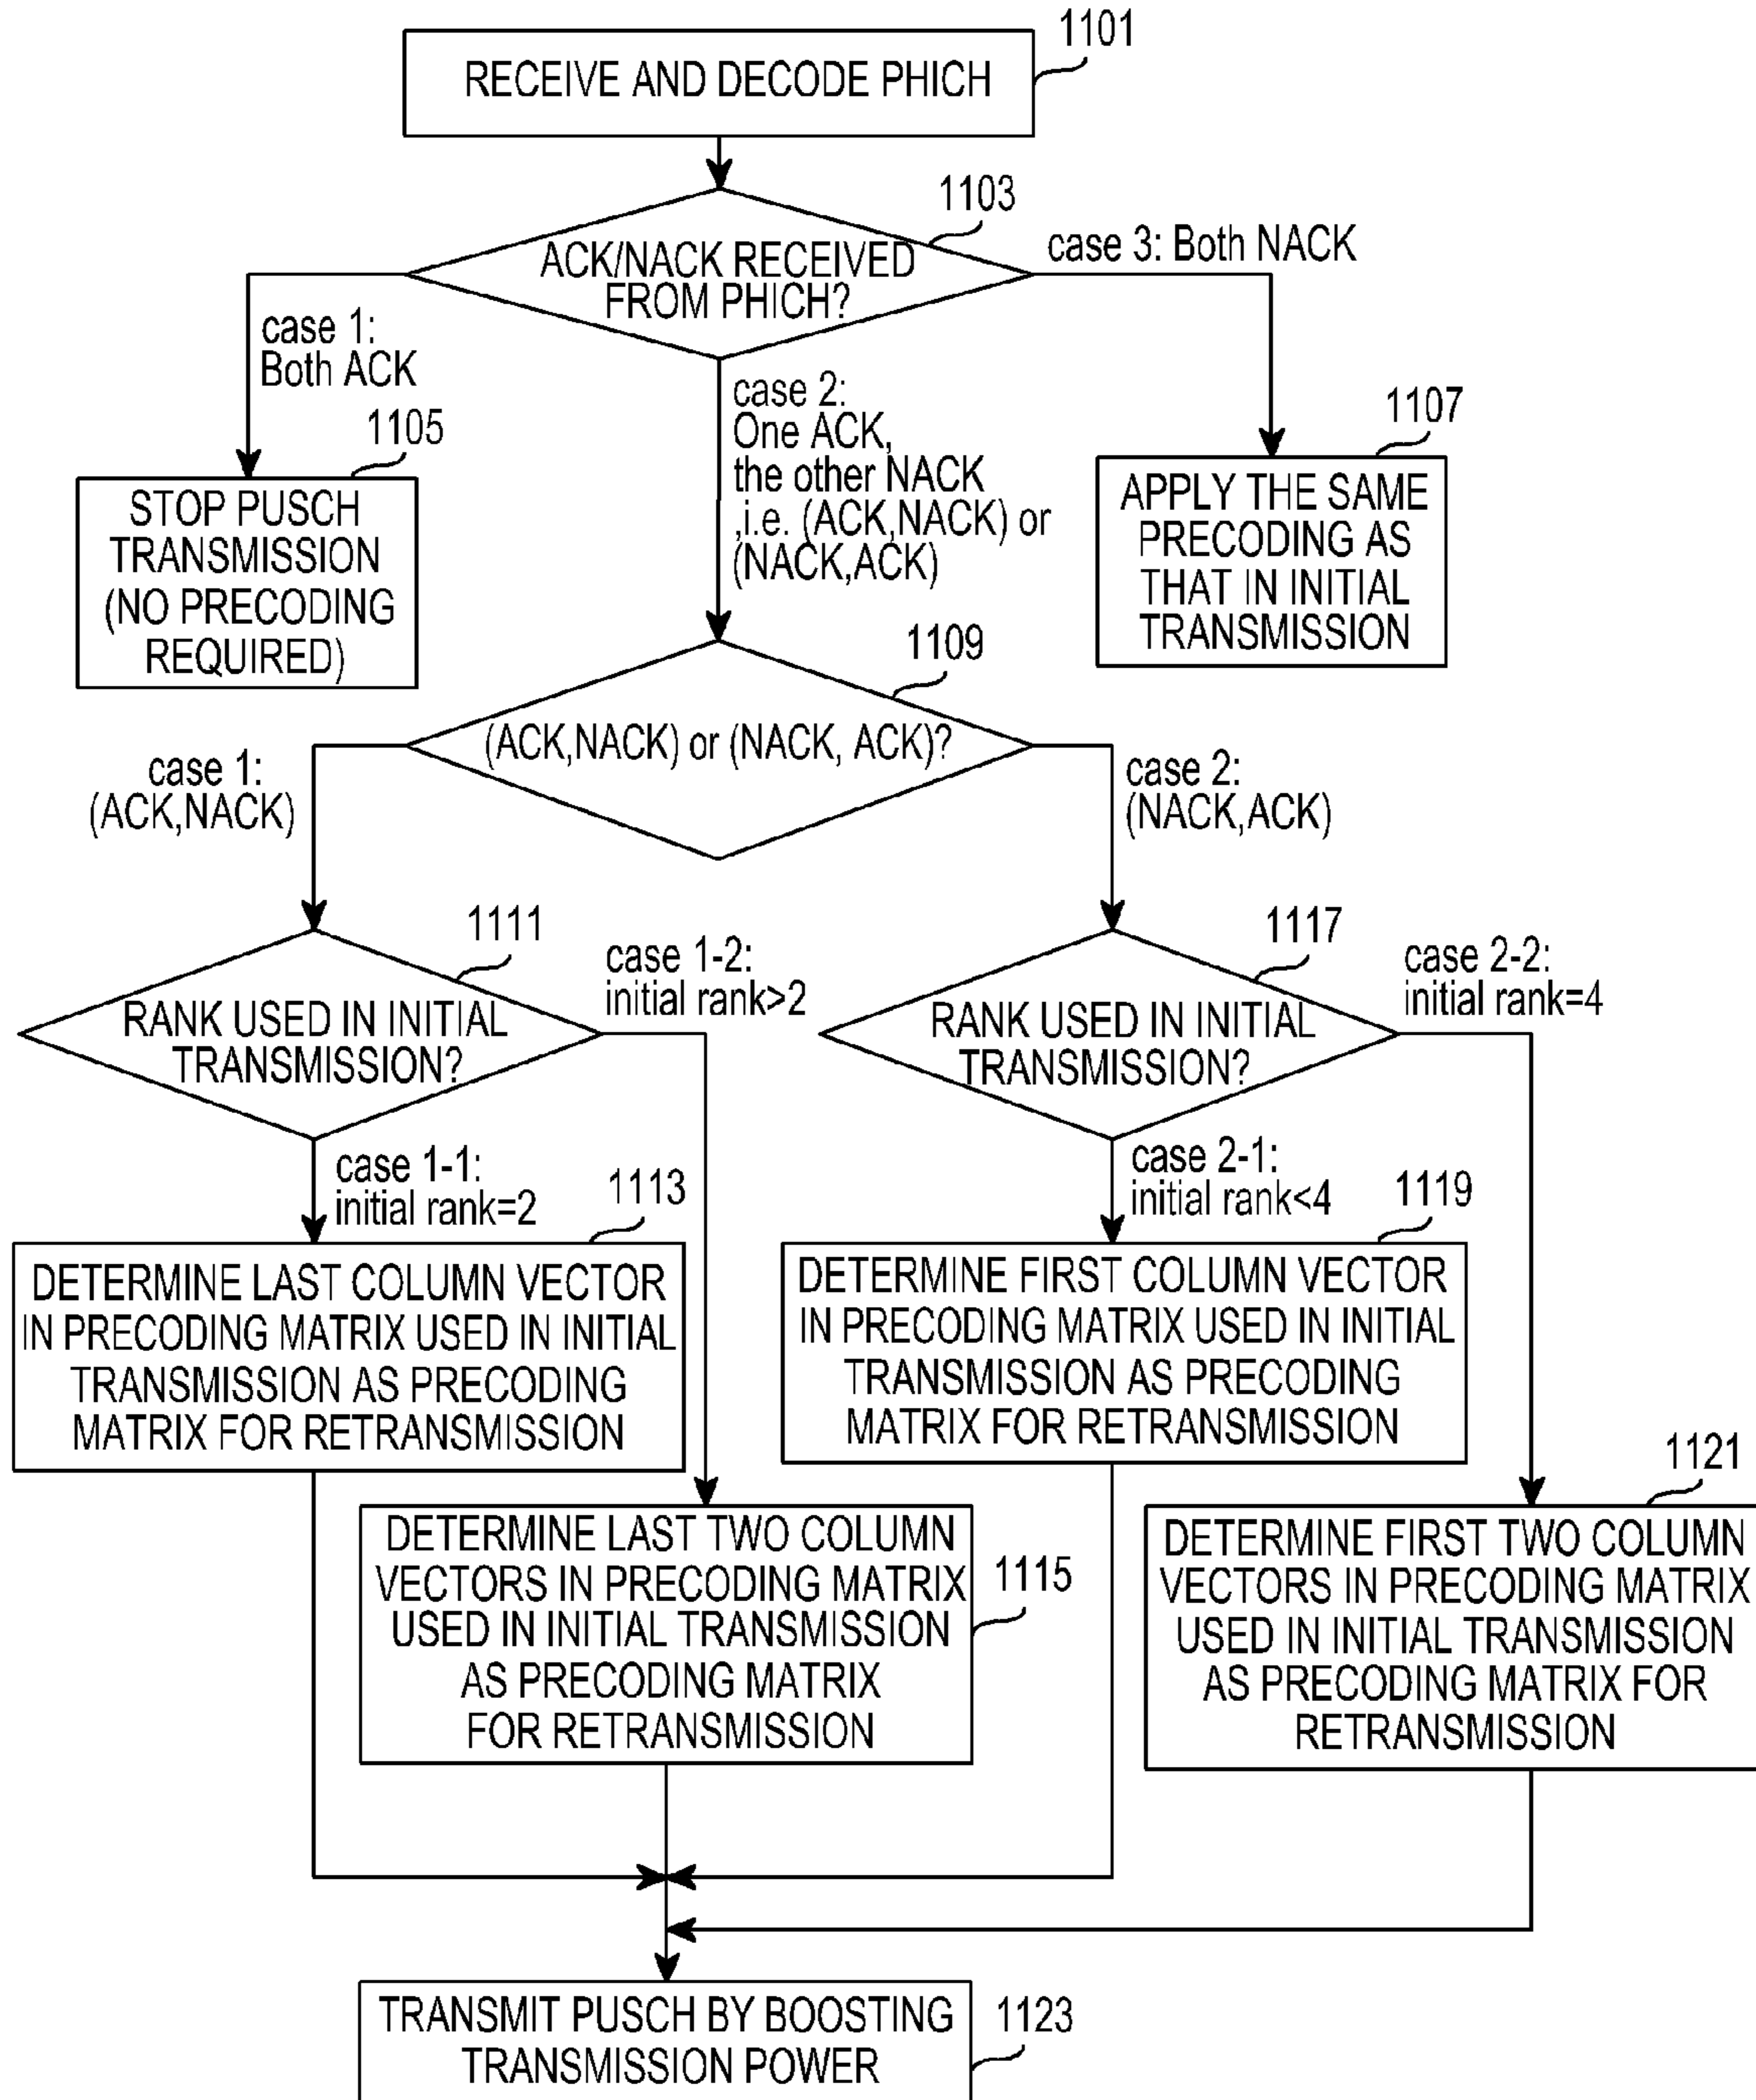 1101
RECEIVE AND DECODE PHICH
1103
ACK/NACK RECEIVED
FROM PHICH?
case 3: Both NACK
case 1:
Both ACK
case 2:
One ACK,
the other NACK
,i.e. (ACK,NACK) or
(NACK,ACK)
1105
STOP PUSCH
TRANSMISSION
(NO PRECODING
REQUIRED)
1107
APPLY THE SAME
PRECODING AS
THAT IN INITIAL
TRANSMISSION
1109
(ACK,NACK) or (NACK, ACK)?
case 1:
(ACK,NACK)
case 2:
(NACK,ACK)
1111
RANK USED IN INITIAL
TRANSMISSION?
case 1-2:
initial rank>2
1117
RANK USED IN INITIAL
TRANSMISSION?
case 2-2:
initial rank=4
case 1-1:
initial rank=2
1113
DETERMINE LAST COLUMN VECTOR
IN PRECODING MATRIX USED IN INITIAL
TRANSMISSION AS PRECODING
MATRIX FOR RETRANSMISSION
case 2-1:
initial rank<4
1119
DETERMINE FIRST COLUMN VECTOR
IN PRECODING MATRIX USED IN INITIAL
TRANSMISSION AS PRECODING
MATRIX FOR RETRANSMISSION
DETERMINE LAST TWO COLUMN
VECTORS IN PRECODING MATRIX
USED IN INITIAL TRANSMISSION
AS PRECODING MATRIX
FOR RETRANSMISSION
1115
1121
DETERMINE FIRST TWO COLUMN
VECTORS IN PRECODING MATRIX
USED IN INITIAL TRANSMISSION
AS PRECODING MATRIX FOR
RETRANSMISSION
TRANSMIT PUSCH BY BOOSTING
TRANSMISSION POWER
1123